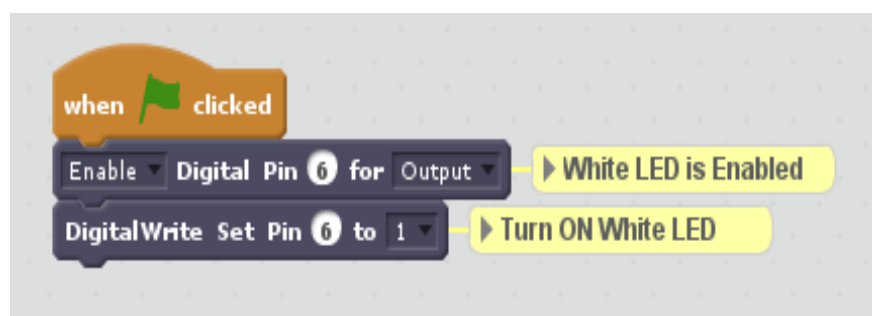 when clicked
Enable Digital Pin 6 for Output White LED is Enabled
DigitalWrite Set Pin 6 to 1 Turn ON White LED